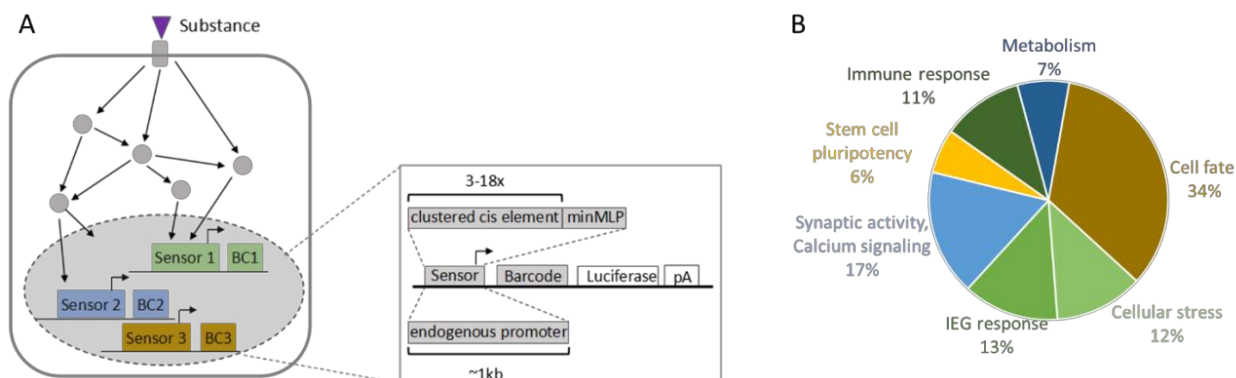 A
Substance
Sensor 1
BC1
Sensor 2
BC2
Sensor 3
BC3
3-18x
clustered cis element
minMLP
Sensor
Barcode
Luciferase
pA
endogenous promoter
~1kb
B
Metabolism
7%
Immune response
11%
Stem cell
pluripotency
6%
Cell fate
34%
Synaptic activity,
Calcium signaling
17%
Cellular stress
12%
IEG response
13%